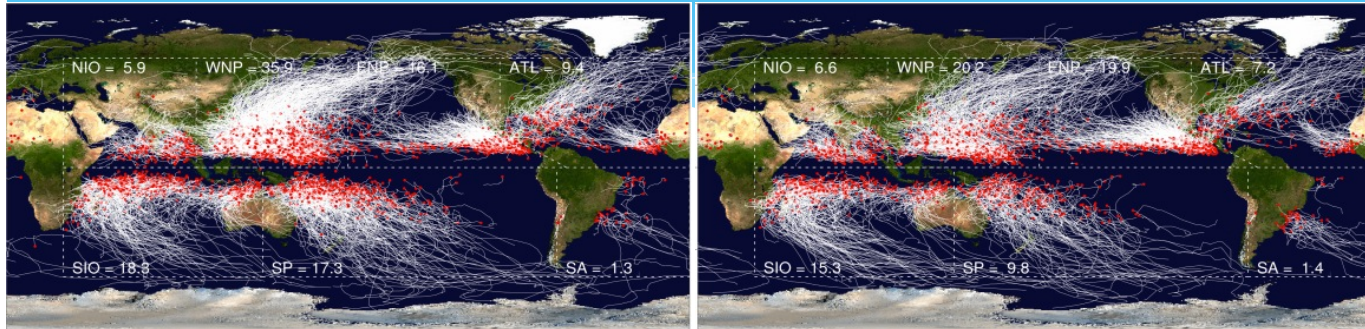 NIO = 5.9 WNP = 35.9 ENP = 16.1 ATL = 9.4
SIO = 18.3 SP = 17.3 SA = 1.3
NIO = 6.6 WNP = 20.2 ENP = 19.9 ATL = 7.2
SIO = 15.3 SP = 9.8 SA = 1.4